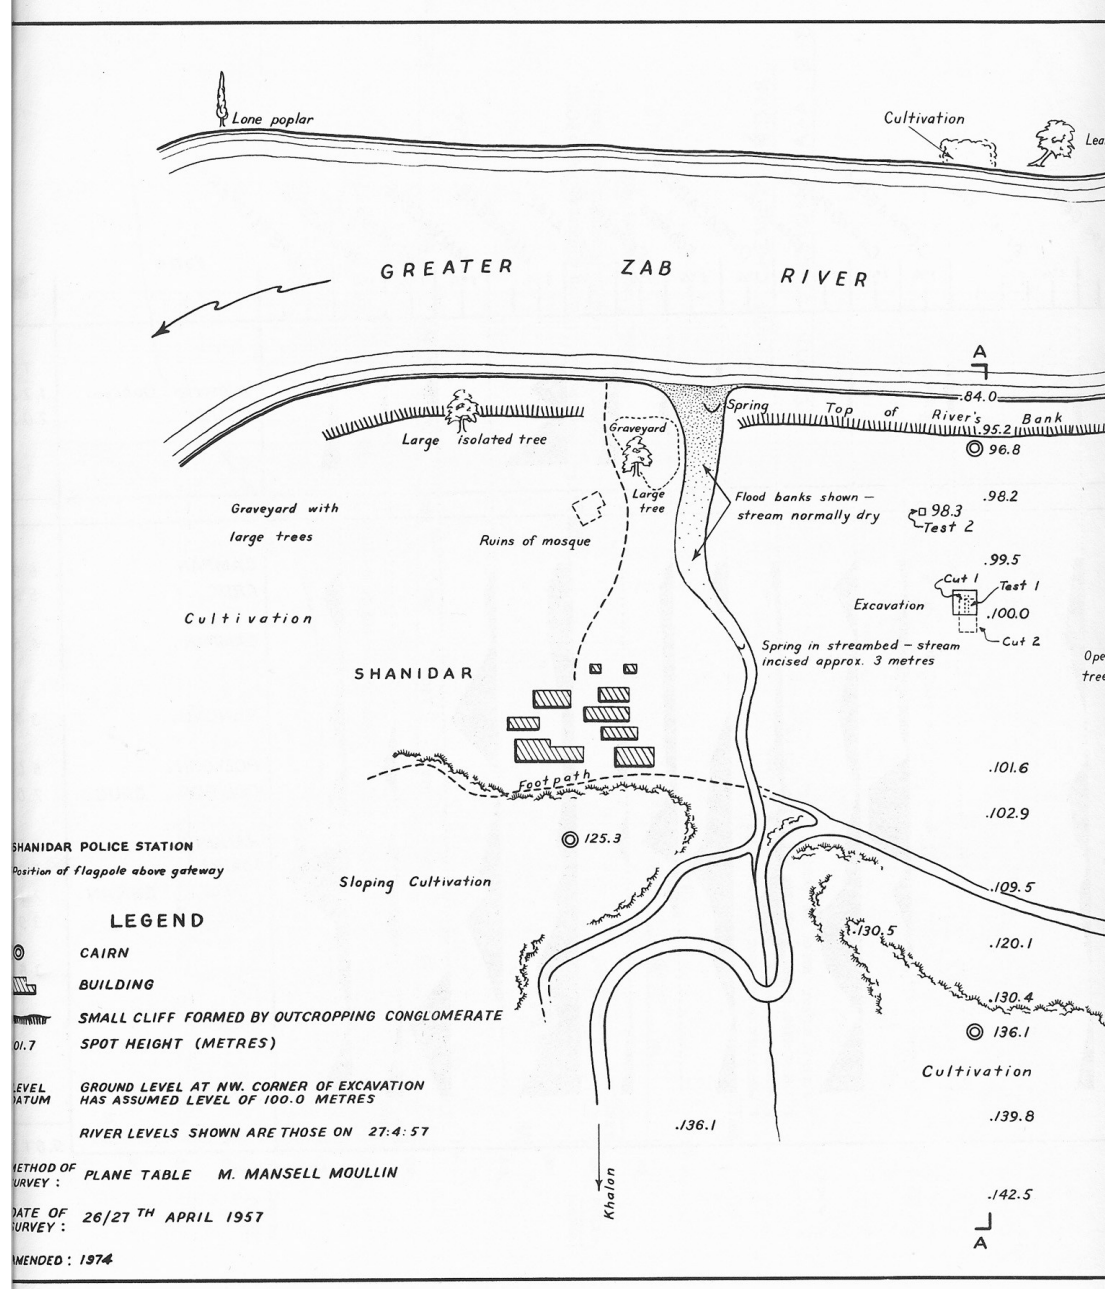 Lone poplar
Cultivation
GREATER ZAB RIVER
A
.84.0
Spring
Top of River's Bank
.95.2
96.8
Large isolated tree
Graveyard
Large
tree
Graveyard with
large trees
Ruins of mosque
Flood banks shown –
stream normally dry
.98.2
98.3
Test 2
.99.5
Cut 1
Test 1
Excavation
.100.0
Cut 2
Cultivation
Spring in streambed – stream
incised approx. 3 metres
SHANIDAR
Footpath
.101.6
.102.9
125.3
SHANIDAR POLICE STATION
Position of flagpole above gateway
Sloping Cultivation
.109.5
LEGEND
.130.5
.120.1
CAIRN
BUILDING
.130.4
SMALL CLIFF FORMED BY OUTCROPPING CONGLOMERATE
136.1
01.7 SPOT HEIGHT (METRES)
Cultivation
GROUND LEVEL AT NW. CORNER OF EXCAVATION
HAS ASSUMED LEVEL OF 100.0 METRES
.136.1
.139.8
RIVER LEVELS SHOWN ARE THOSE ON 27:4:57
PLANE TABLE M. MANSELL MOULLIN
Khalon
.142.5
26/27 TH APRIL 1957
A
1974